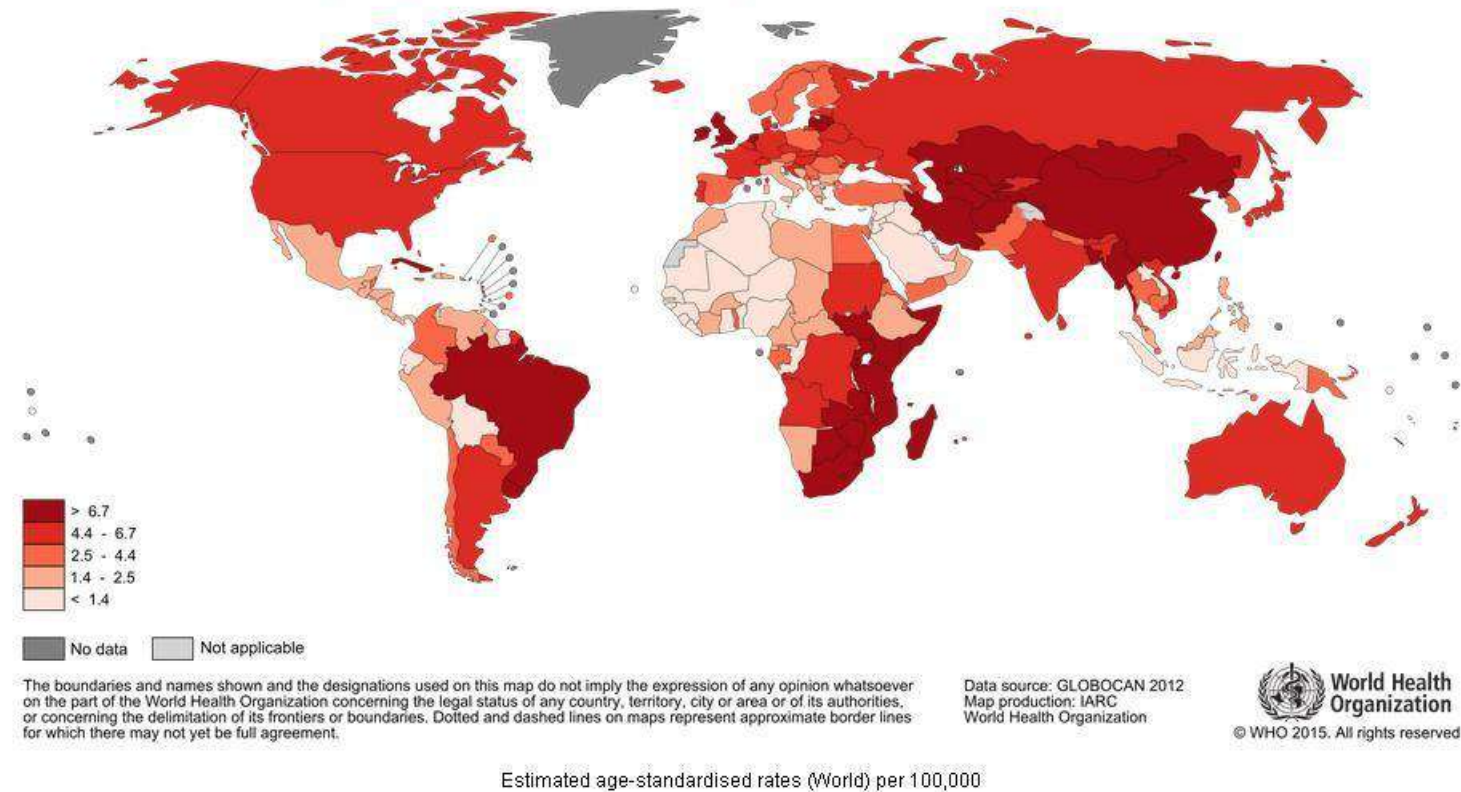 > 6.7
4.4 - 6.7
2.5 - 4.4
1.4 - 2.5
< 1.4
No data
Not applicable
The boundaries and names shown and the designations used on this map do not imply the expression of any opinion whatsoever
on the part of the World Health Organization concerning the legal status of any country, territory, city or area or of its authorities,
or concerning the delimitation of its frontiers or boundaries. Dotted and dashed lines on maps represent approximate border lines
for which there may not yet be full agreement.
Data source: GLOBOCAN 2012
Map production: IARC
World Health Organization
World Health
Organization
© WHO 2015. All rights reserved
Estimated age-standardised rates (World) per 100,000